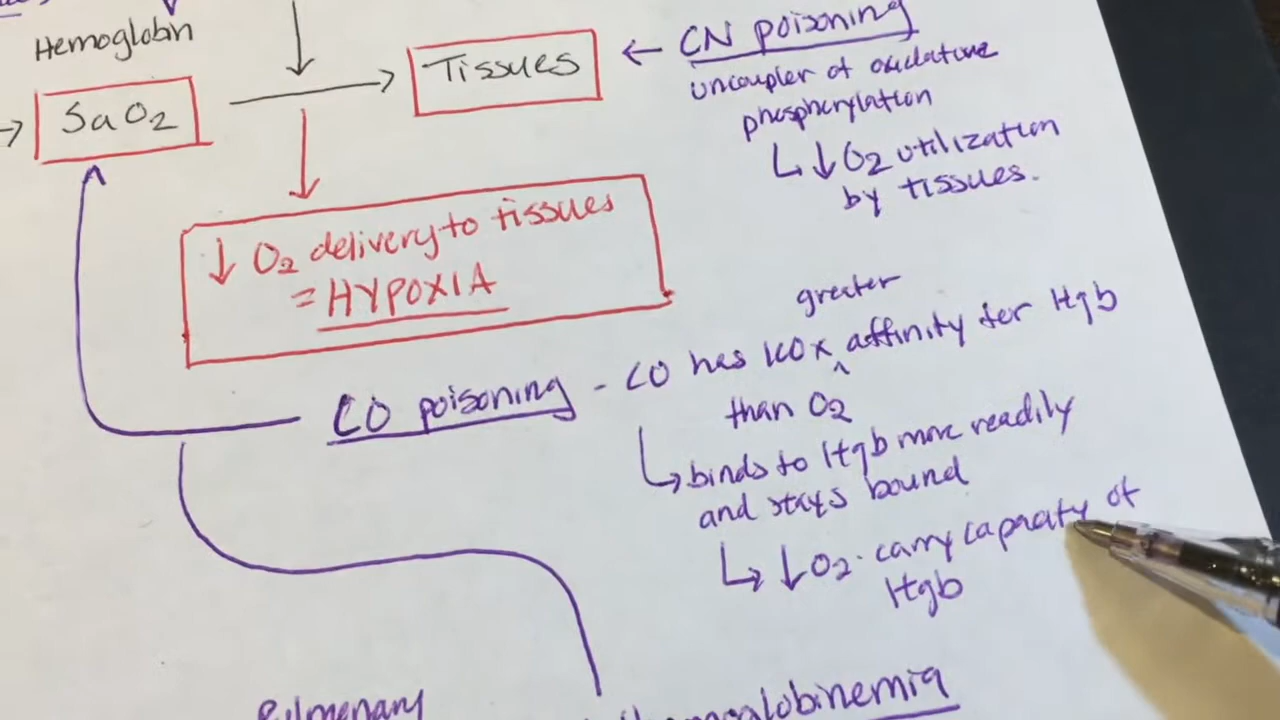 Hemoglobin
SaO2
Tissues
← CN poisoning
uncoupler of oxidative
phosphorylation
↳ ↓ O2 utilization
by tissues.
↓ O2 delivery to tissues
= HYPOXIA
CO poisoning - CO has 100x greater affinity for Hgb
than O2
↳ binds to Hgb more readily
and stays bound
↳ ↓ O2 carry capacity of
Hgb
Pulmonary